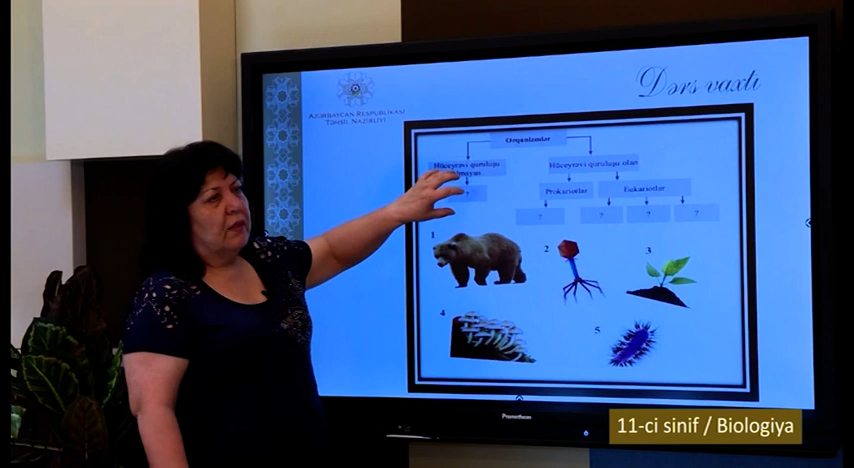 Dərs vaxtı
AZƏRBAYCAN RESPUBLİKASI
TƏHSİL NAZİRLİYİ
Orqanizmlər
Hüceyrəvi quruluşu
Hüceyrəvi quruluşu olan
Prokariotlar
Eukariotlar
?
?
?
?
?
1
2
3
4
5
Promethean
11-ci sinif / Biologiya